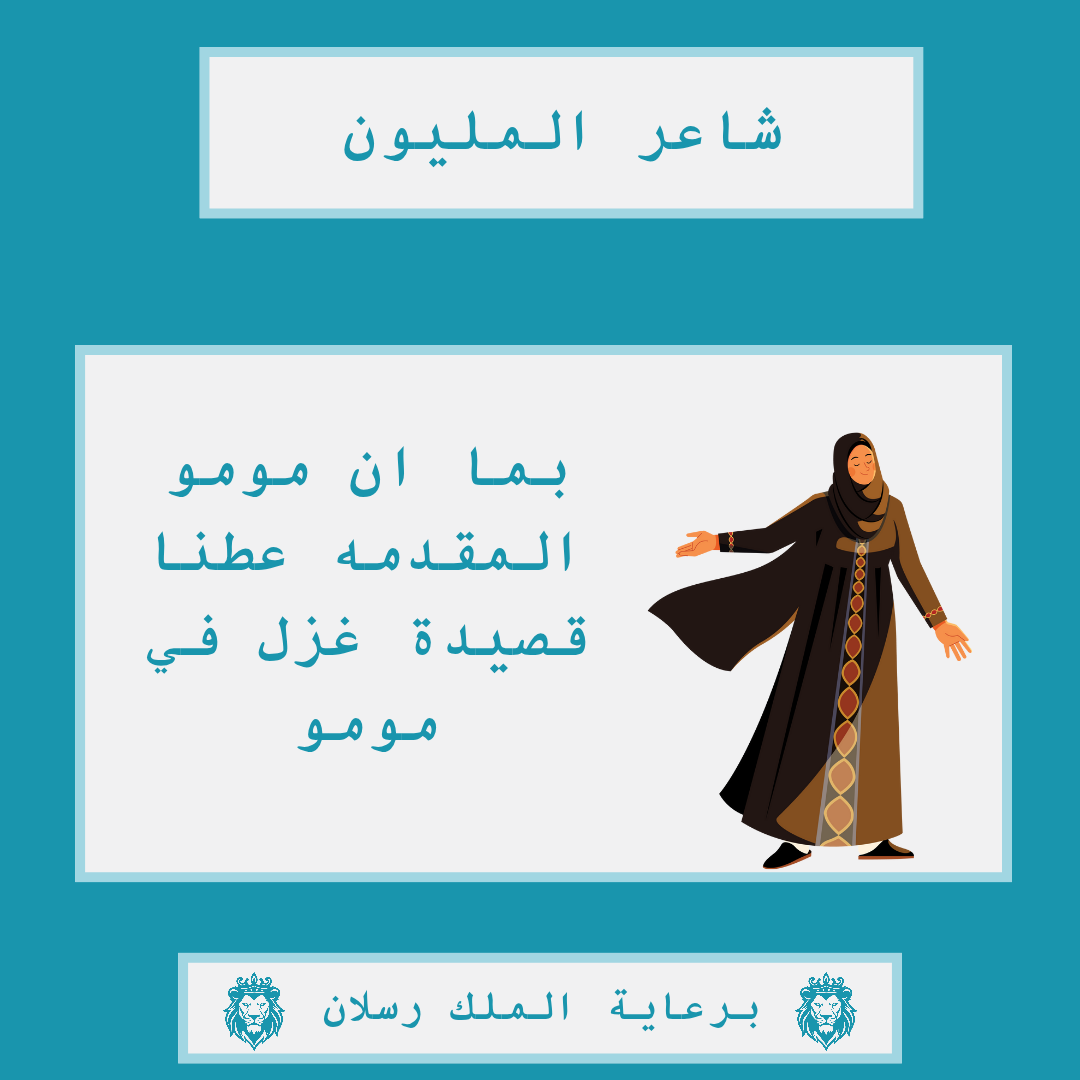 شاعر المليون
بما ان مومو
المقدمه عطنا
قصيدة غزل في
مومو
برعاية الملك رسلان